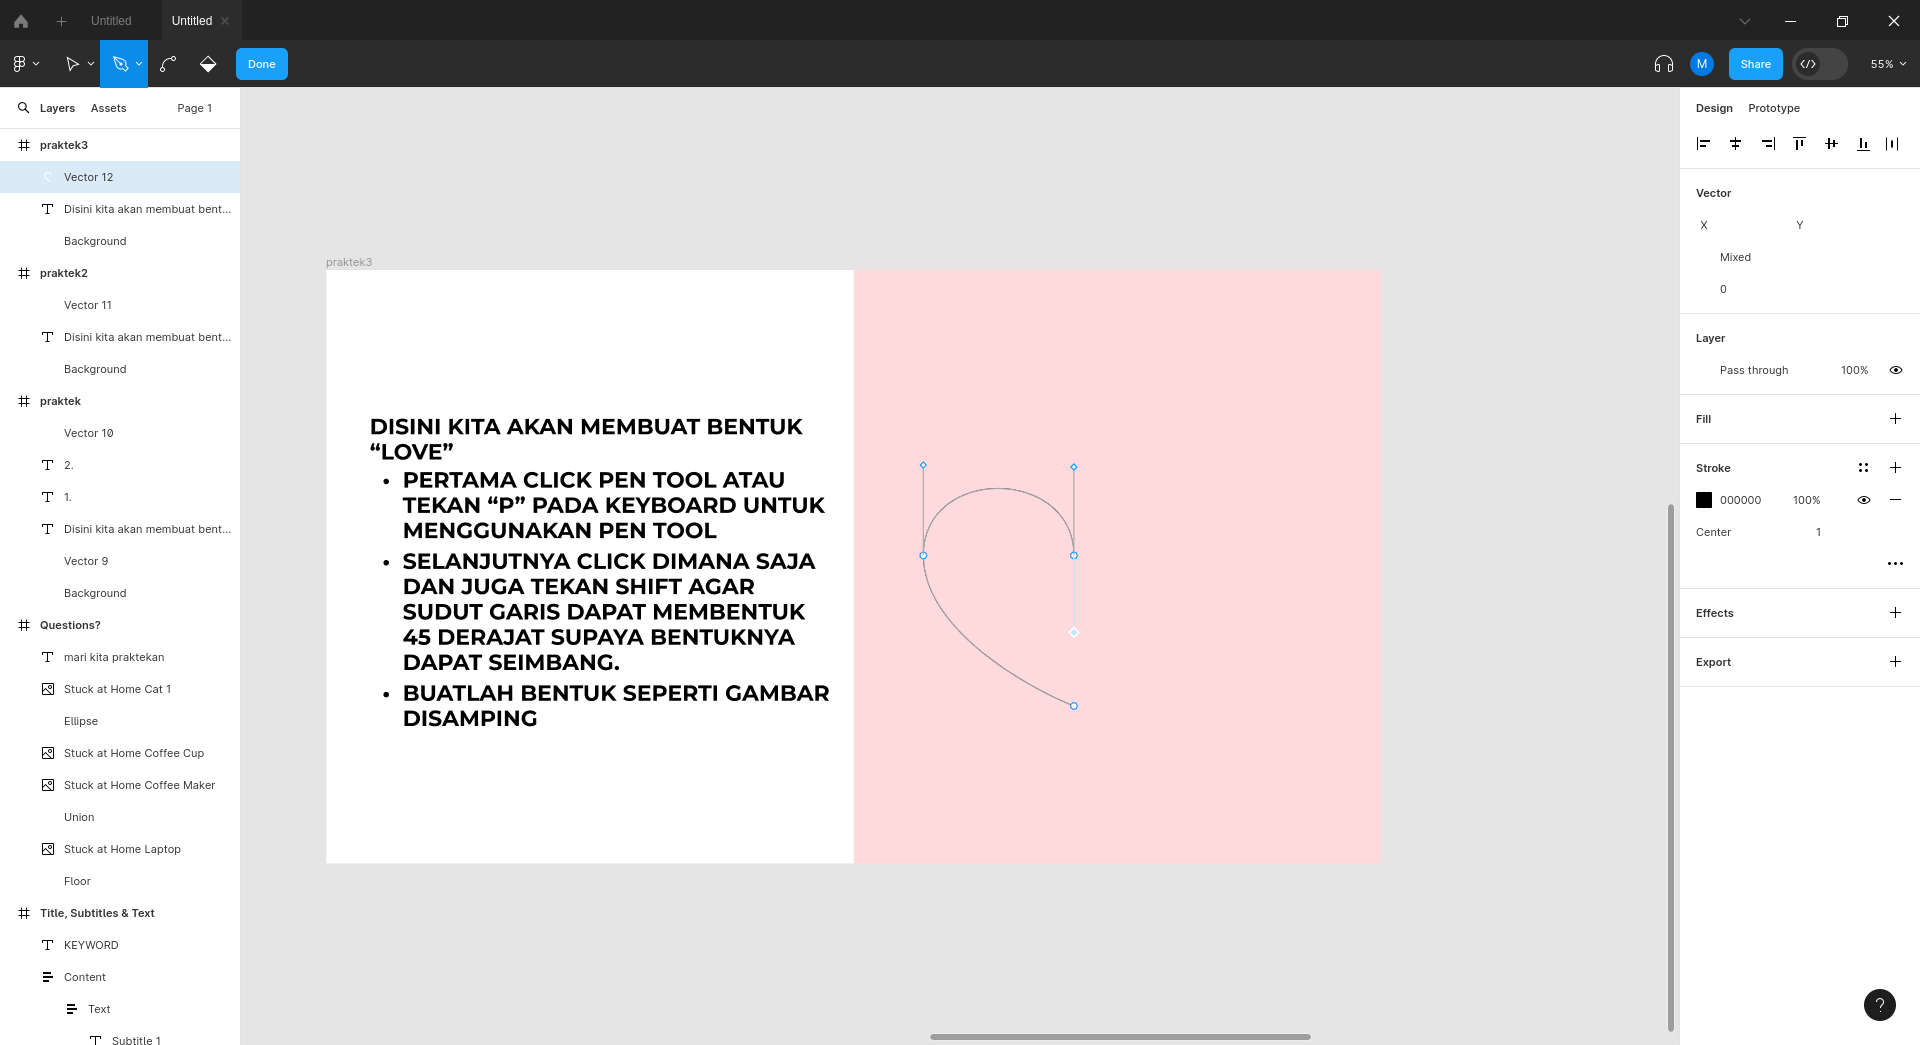 Untitled
Untitled
Done
M
Share
55%
Layers
Assets
Page 1
praktek3
Vector 12
Disini kita akan membuat bent...
Background
praktek2
Vector 11
Disini kita akan membuat bent...
Background
praktek
Vector 10
2.
1.
Disini kita akan membuat bent...
Vector 9
Background
Questions?
mari kita praktekan
Stuck at Home Cat 1
Ellipse
Stuck at Home Coffee Cup
Stuck at Home Coffee Maker
Union
Stuck at Home Laptop
Floor
Title, Subtitles & Text
KEYWORD
Content
Text
Subtitle 1
praktek3
DISINI KITA AKAN MEMBUAT BENTUK
“LOVE”
• PERTAMA CLICK PEN TOOL ATAU
TEKAN “P” PADA KEYBOARD UNTUK
MENGGUNAKAN PEN TOOL
• SELANJUTNYA CLICK DIMANA SAJA
DAN JUGA TEKAN SHIFT AGAR
SUDUT GARIS DAPAT MEMBENTUK
45 DERAJAT SUPAYA BENTUKNYA
DAPAT SEIMBANG.
• BUATLAH BENTUK SEPERTI GAMBAR
DISAMPING
Design
Prototype
Vector
X
Y
Mixed
0
Layer
Pass through
100%
Fill
Stroke
000000
100%
Center
1
Effects
Export
?